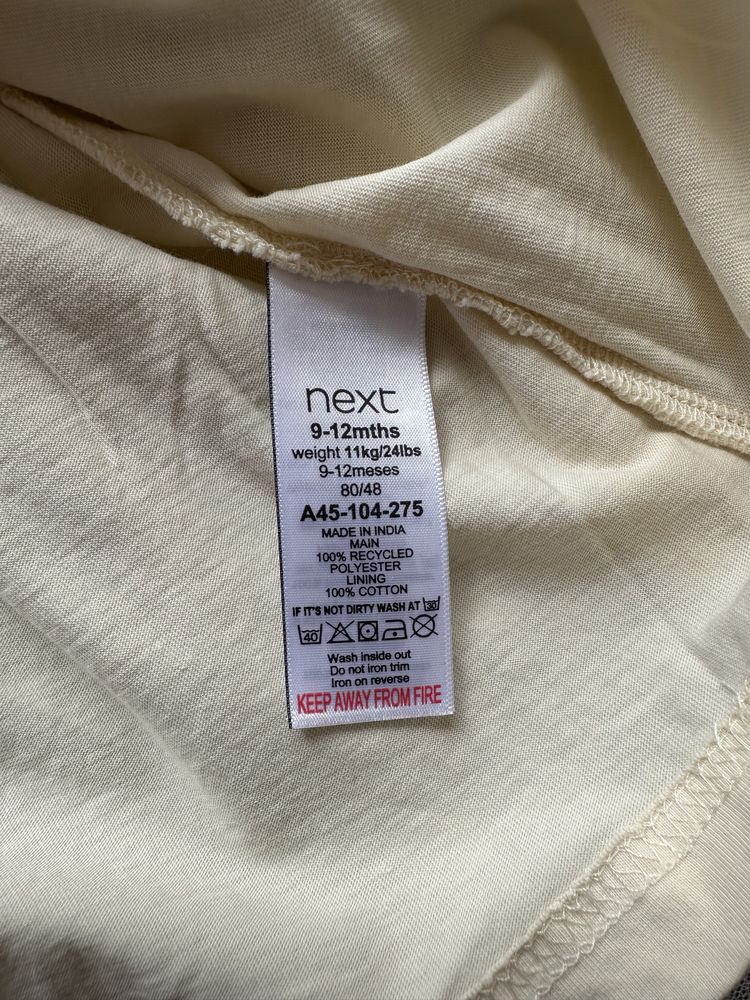 next
9-12mths
weight 11kg/24lbs
9-12meses
80/48
A45-104-275
MADE IN INDIA
MAIN
100% RECYCLED
POLYESTER
LINING
100% COTTON
IF IT'S NOT DIRTY WASH AT 30
40
Wash inside out
Do not iron trim
Iron on reverse
KEEP AWAY FROM FIRE